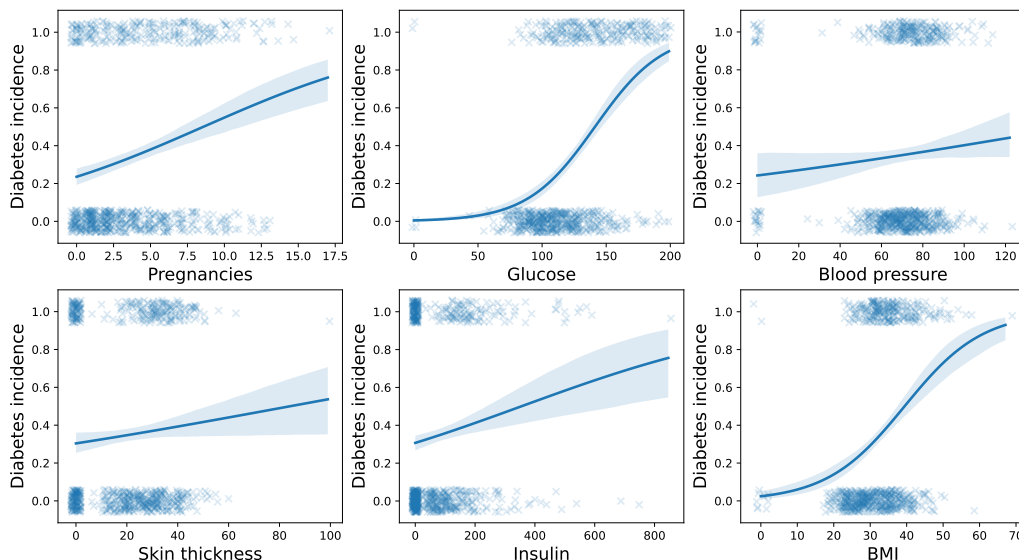 Diabetes incidence
1.0
0.8
0.6
0.4
0.2
0.0
0.0 2.5 5.0 7.5 10.0 12.5 15.0 17.5
Pregnancies
Diabetes incidence
1.0
0.8
0.6
0.4
0.2
0.0
0 50 100 150 200
Glucose
Diabetes incidence
1.0
0.8
0.6
0.4
0.2
0.0
0 20 40 60 80 100 120
Blood pressure
Diabetes incidence
1.0
0.8
0.6
0.4
0.2
0.0
0 20 40 60 80 100
Skin thickness
Diabetes incidence
1.0
0.8
0.6
0.4
0.2
0.0
0 200 400 600 800
Insulin
Diabetes incidence
1.0
0.8
0.6
0.4
0.2
0.0
0 10 20 30 40 50 60 70
BMI